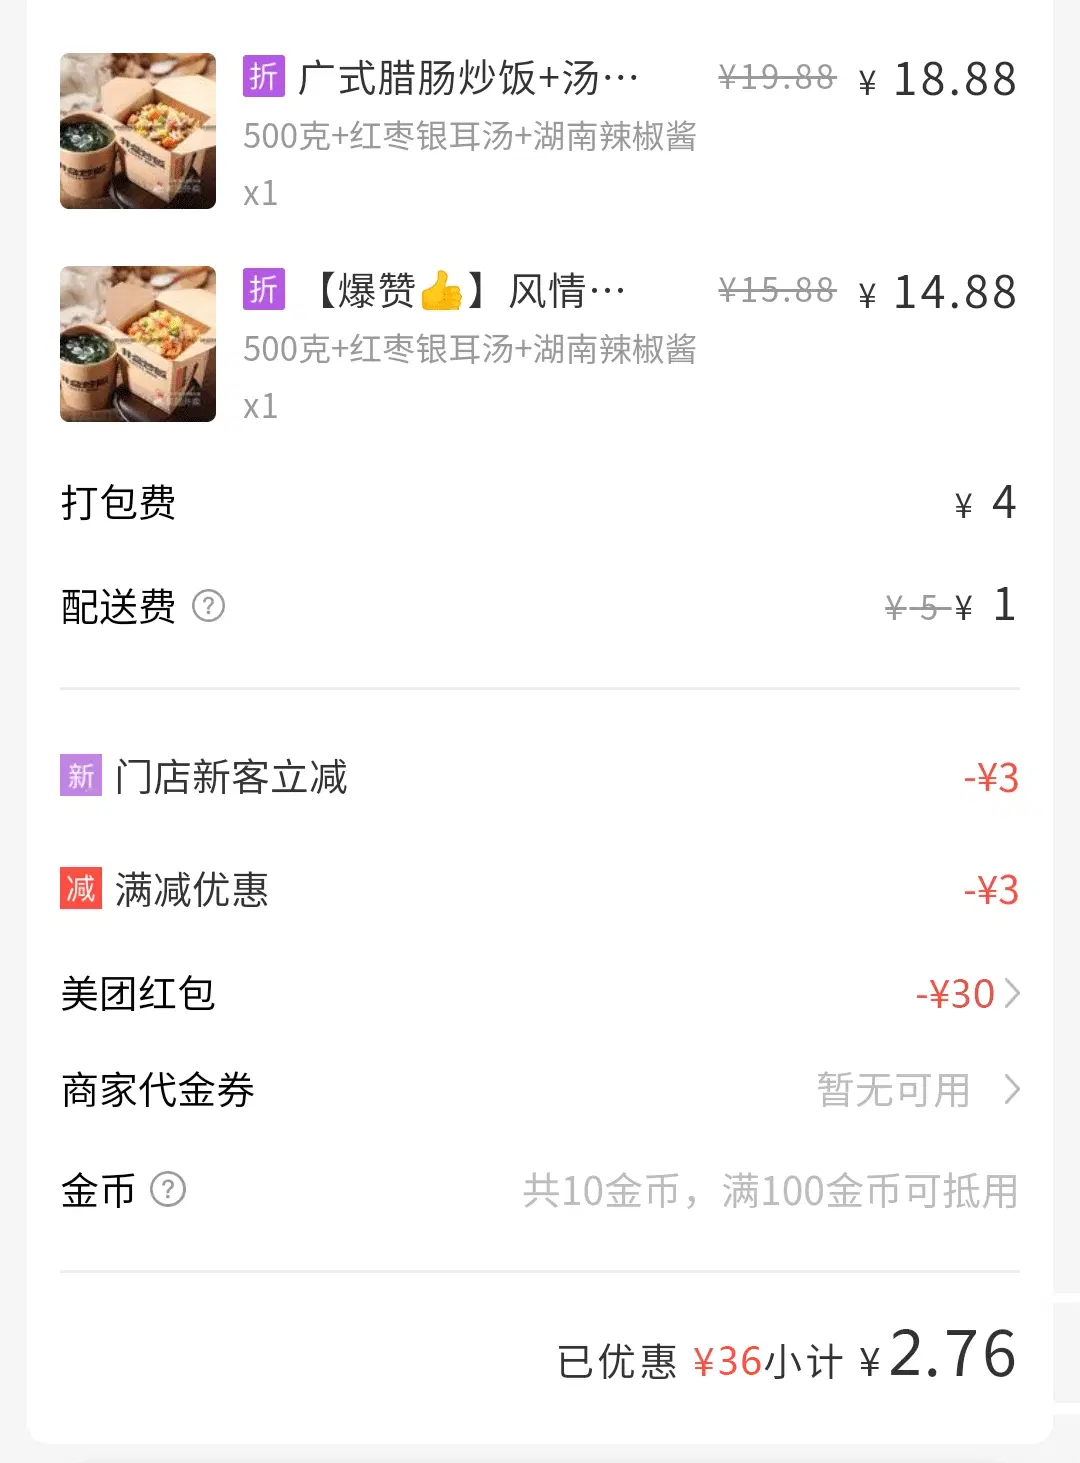 折 广式腊肠炒饭+汤… ¥19.88 ¥ 18.88
500克+红枣银耳汤+湖南辣椒酱
x1
折 【爆赞👍】风情… ¥15.88 ¥ 14.88
500克+红枣银耳汤+湖南辣椒酱
x1
打包费 ¥ 4
配送费 ? ¥ 5 ¥ 1
新 门店新客立减 -¥3
减 满减优惠 -¥3
美团红包 -¥30
商家代金券 暂无可用
金币 ? 共10金币，满100金币可抵用
已优惠 ¥36小计 ¥2.76